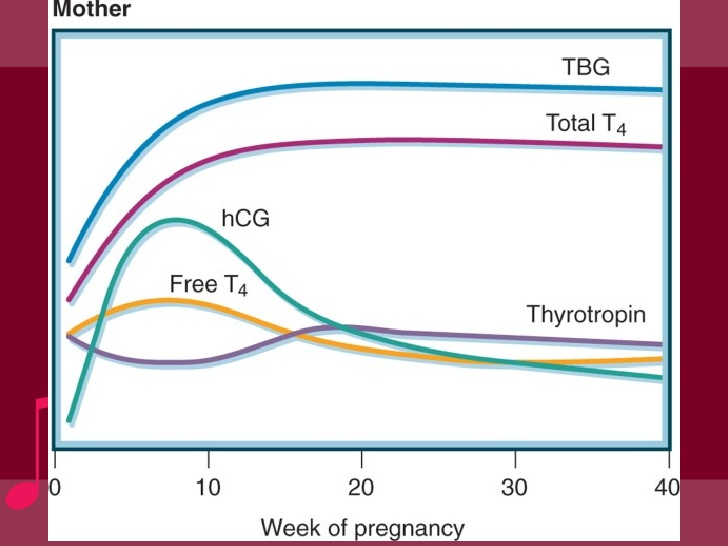 Mother
TBG
Total T₄
hCG
Free T₄
Thyrotropin
0 10 20 30 40
Week of pregnancy